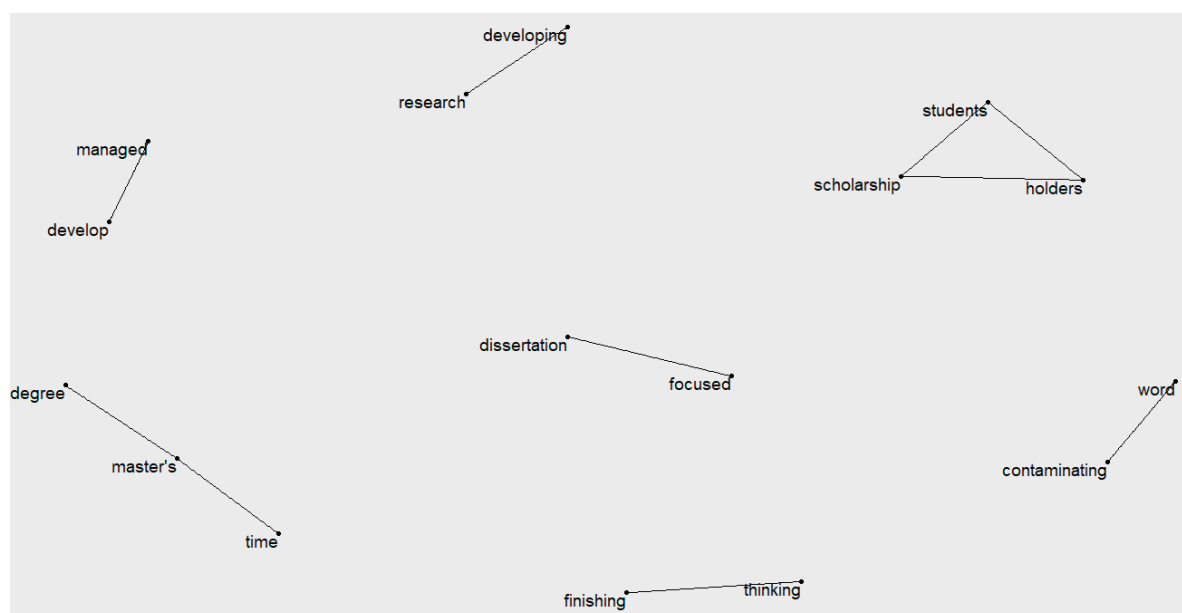 developing
research
students
managed
scholarship
holders
develop
dissertation
focused
degree
word
master's
contaminating
time
thinking
finishing